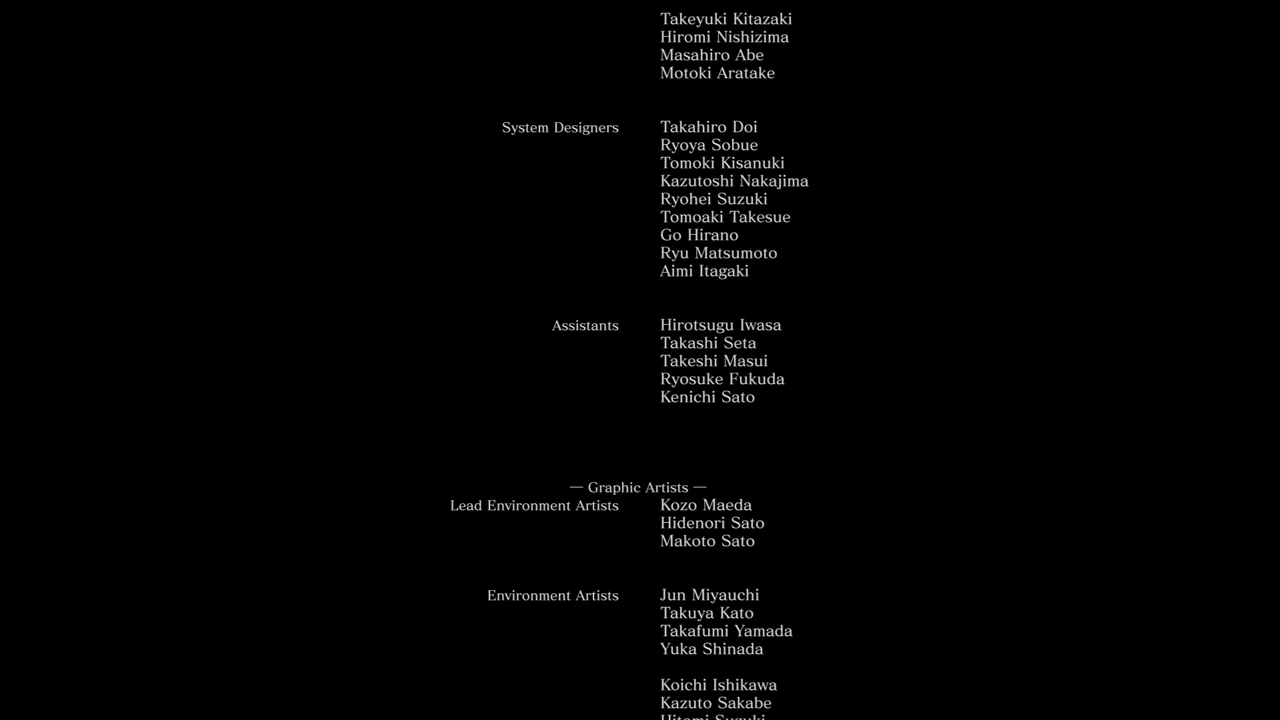 Takeyuki Kitazaki
Hiromi Nishizima
Masahiro Abe
Motoki Aratake
System Designers Takahiro Doi
Ryoya Sobue
Tomoki Kisanuki
Kazutoshi Nakajima
Ryohei Suzuki
Tomoaki Takesue
Go Hirano
Ryu Matsumoto
Aimi Itagaki
Assistants Hirotsugu Iwasa
Takashi Seta
Takeshi Masui
Ryosuke Fukuda
Kenichi Sato
— Graphic Artists —
Lead Environment Artists Kozo Maeda
Hidenori Sato
Makoto Sato
Environment Artists Jun Miyauchi
Takuya Kato
Takafumi Yamada
Yuka Shinada
Koichi Ishikawa
Kazuto Sakabe
Hitomi Suzuki